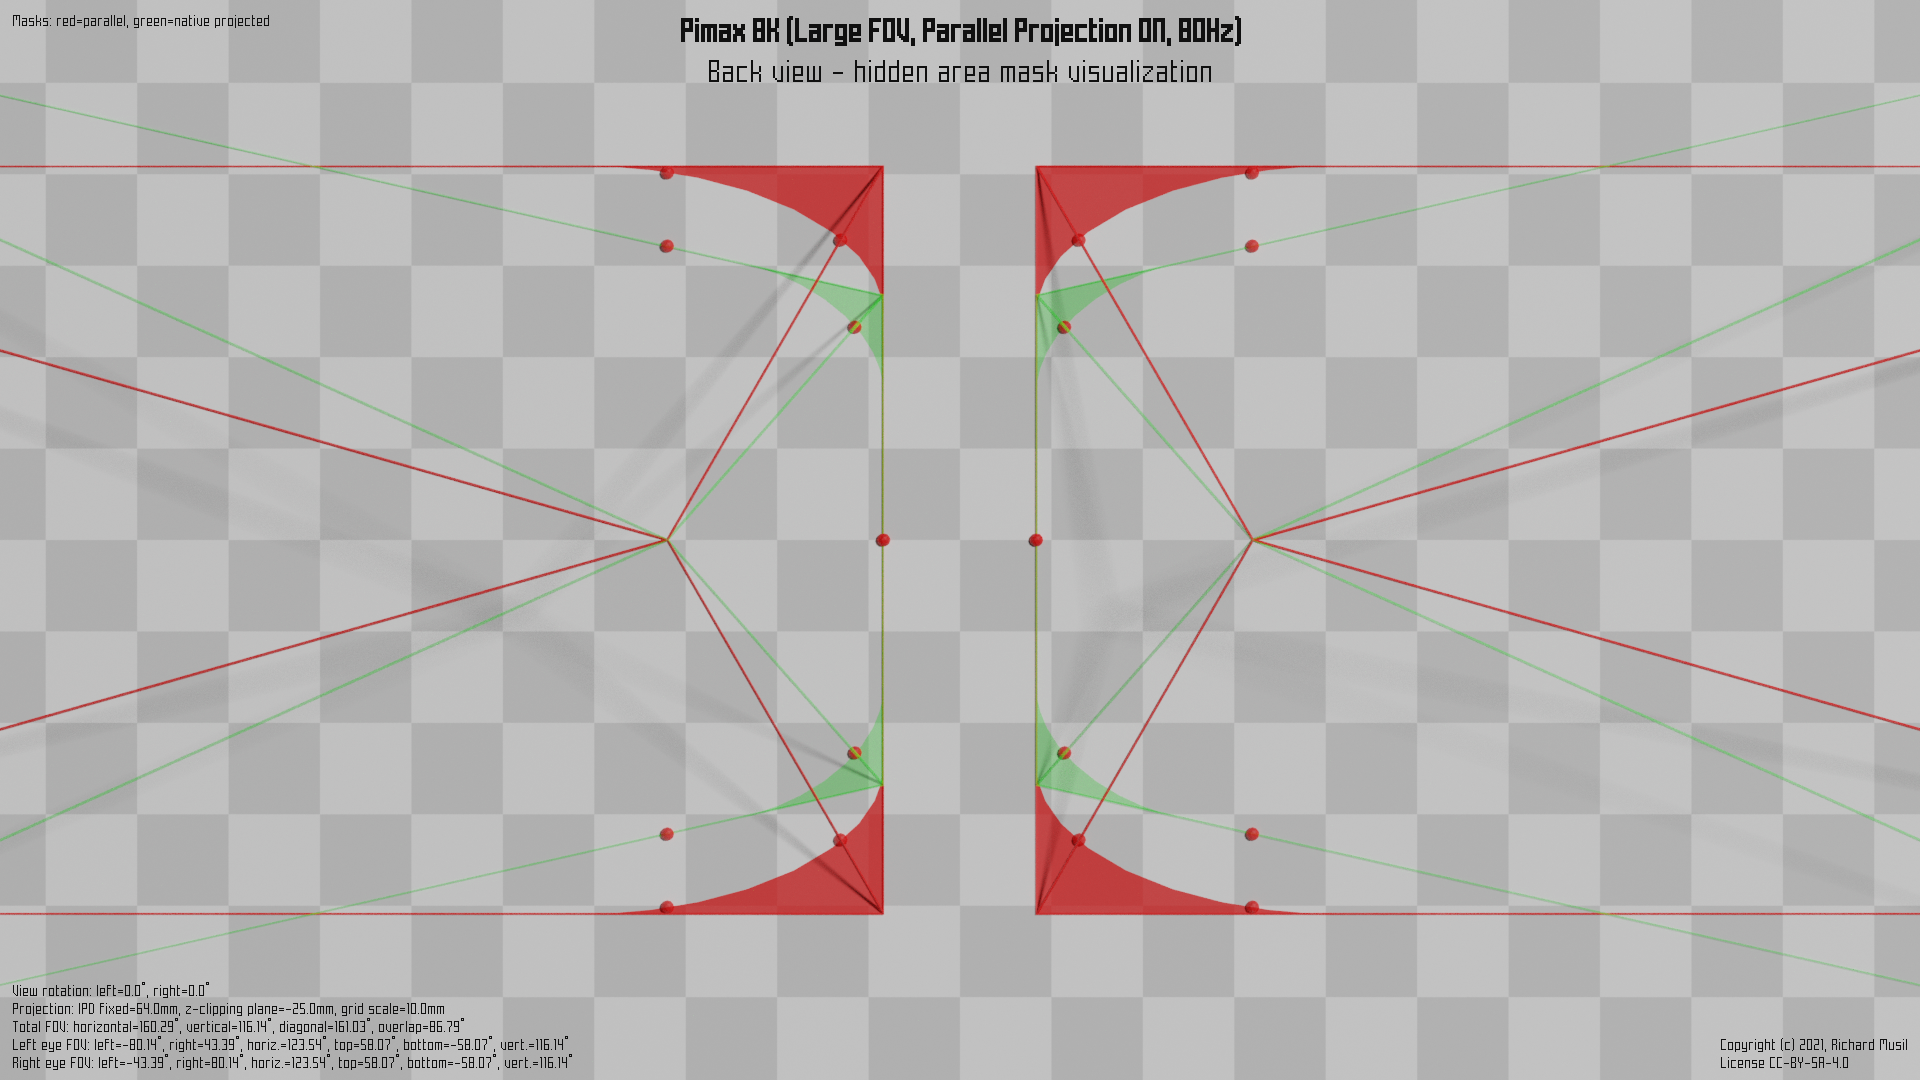 Masks: red=parallel, green=native projected
Pimax 8K (Large FOV, Parallel Projection ON, 80Hz)
Back view - hidden area mask visualization
View rotation: left=0.0°, right=0.0°
Projection: IPD fixed=64.0mm, z-clipping plane=-25.0mm, grid scale=10.0mm
Total FOV: horizontal=160.29°, vertical=116.14°, diagonal=161.03°, overlap=86.79°
Left eye FOV: left=-80.14°, right=43.39°, horiz.=123.54°, top=58.07°, bottom=-58.07°, vert.=116.14°
Right eye FOV: left=-43.39°, right=80.14°, horiz.=123.54°, top=58.07°, bottom=-58.07°, vert.=116.14°
Copyright (c) 2021, Richard Musil
License CC-BY-SA-4.0